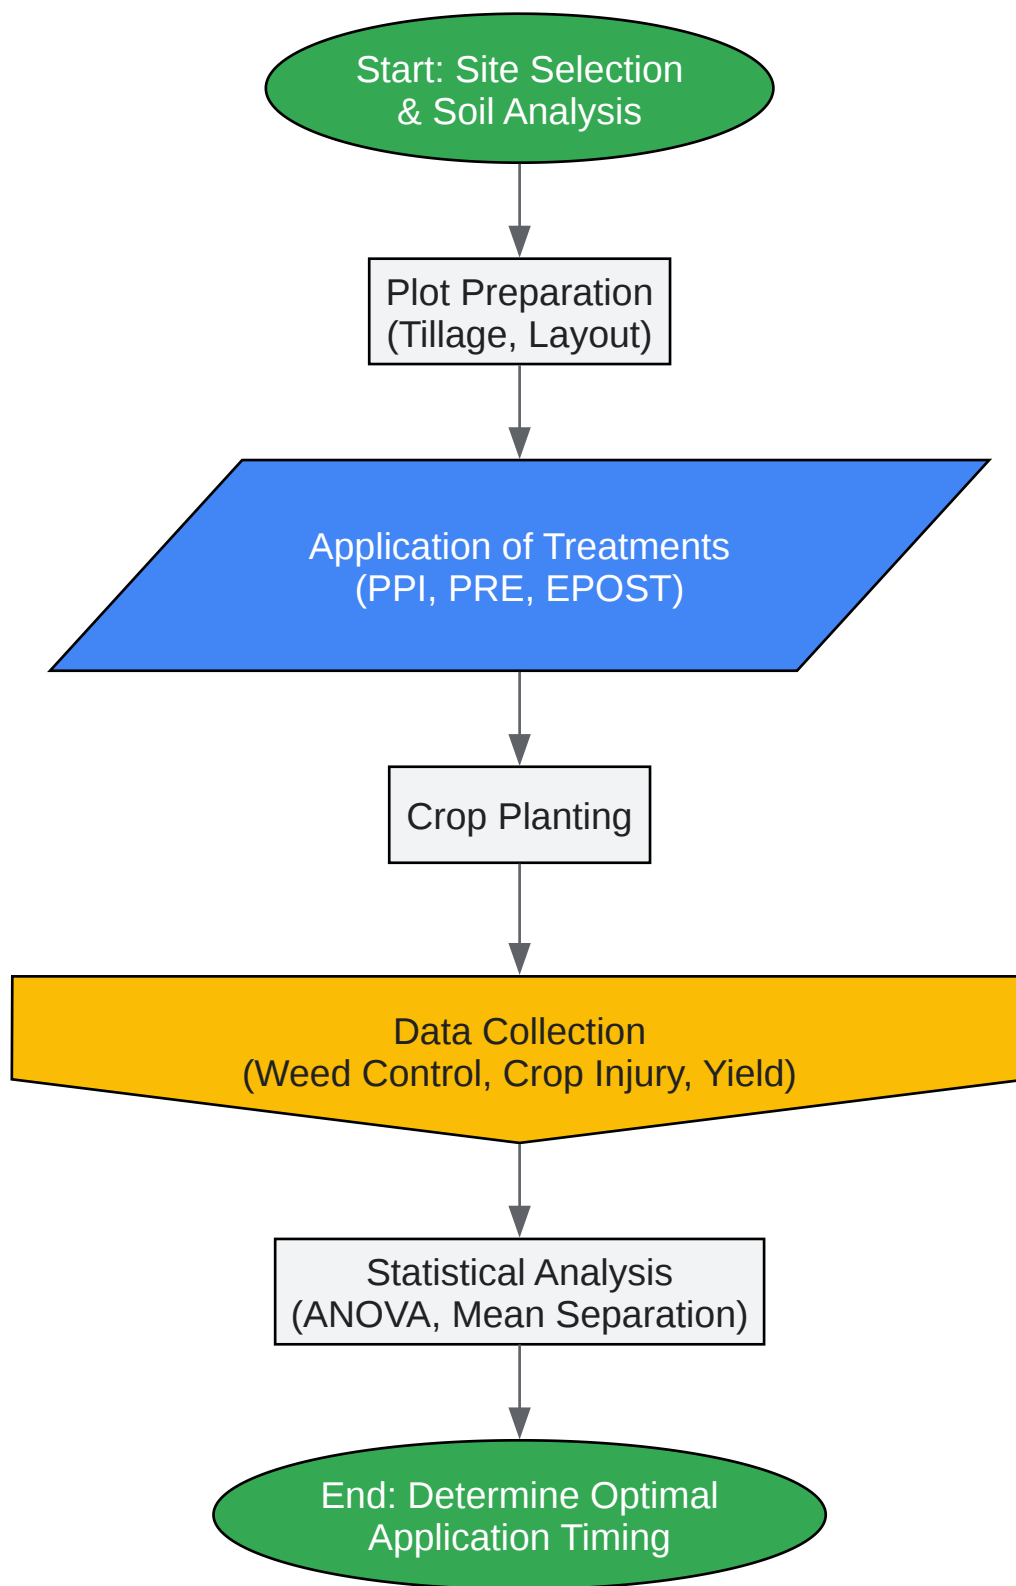 Start: Site Selection
& Soil Analysis
Plot Preparation
(Tillage, Layout)
Application of Treatments
(PPI, PRE, EPOST)
Crop Planting
Data Collection
(Weed Control, Crop Injury, Yield)
Statistical Analysis
(ANOVA, Mean Separation)
End: Determine Optimal
Application Timing